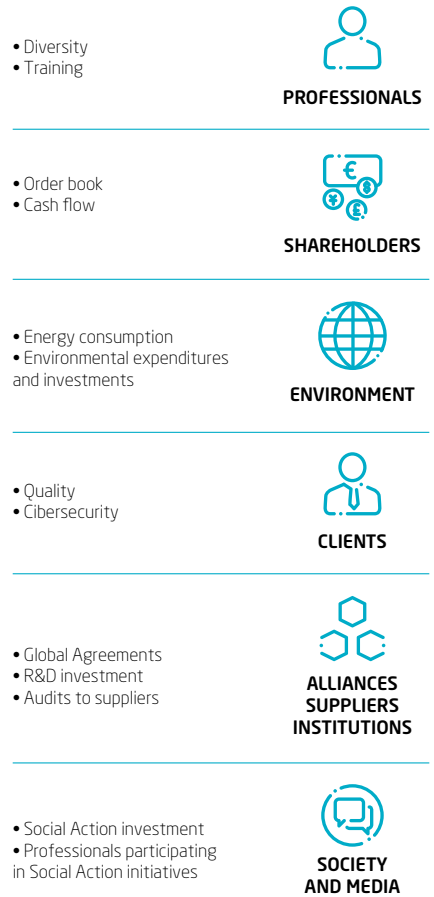 • Diversity
• Training
PROFESSIONALS
• Order book
• Cash flow
€
$
¥
£
SHAREHOLDERS
• Energy consumption
• Environmental expenditures
and investments
ENVIRONMENT
• Quality
• Cibersecurity
CLIENTS
• Global Agreements
• R&D investment
• Audits to suppliers
ALLIANCES
SUPPLIERS
INSTITUTIONS
• Social Action investment
• Professionals participating
in Social Action initiatives
SOCIETY
AND MEDIA